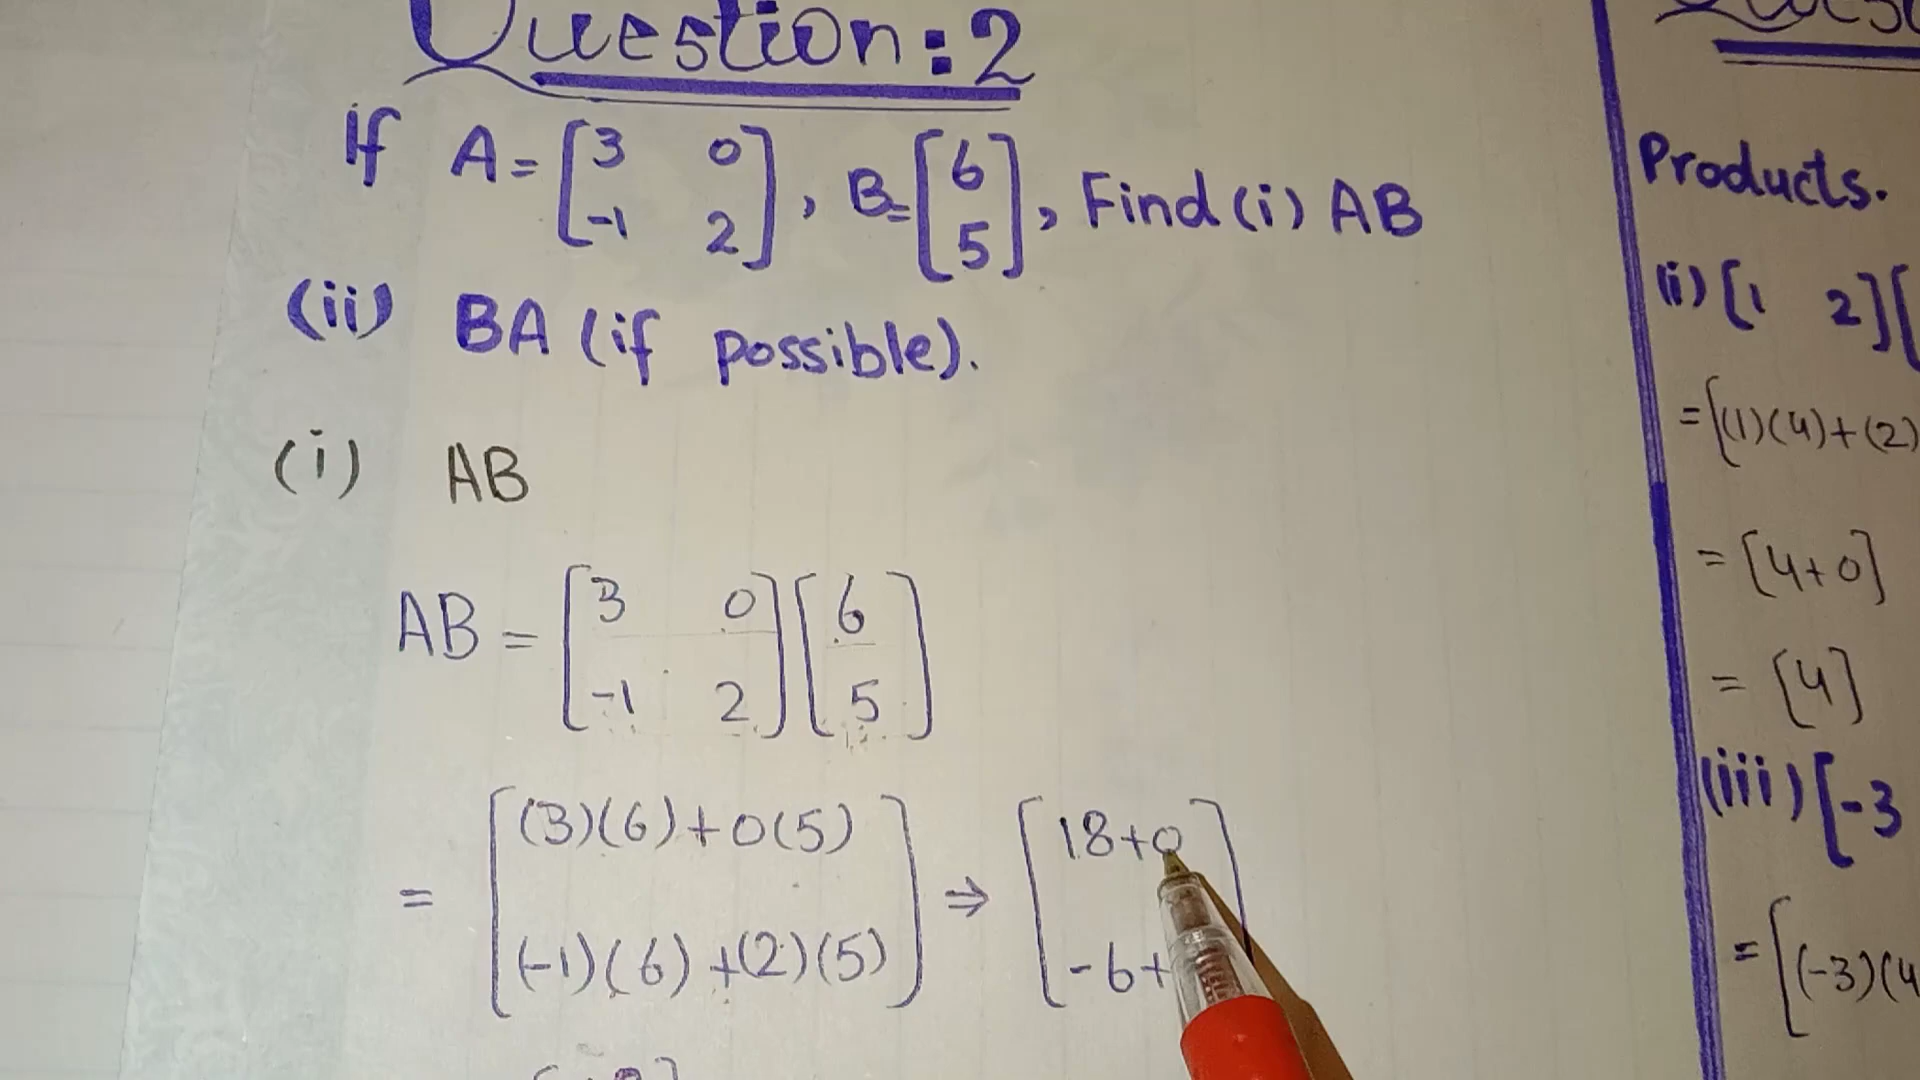 Question:2
If A=[3 0
-1 2], B=[6
5], Find (i) AB
(ii) BA (if possible).
(i) AB
AB = [3 0
-1 2][6
5]
= [(3)(6)+0(5)
(-1)(6)+(2)(5)] ⇒ [18+0
-6+
Products.
(i) [1 2][
=[(1)(4)+(2)
= [4+0]
= [4]
(iii) [-3
= [(-3)(4